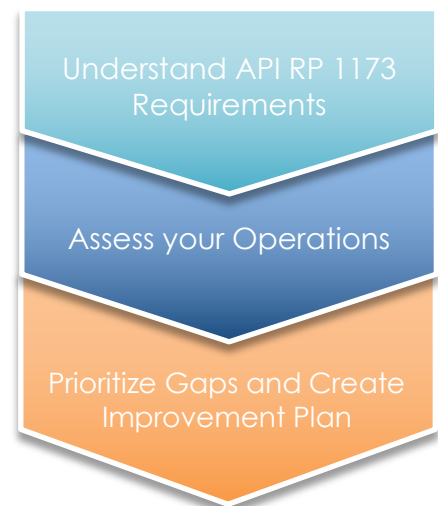 Understand API RP 1173
Requirements
Assess your Operations
Prioritize Gaps and Create
Improvement Plan